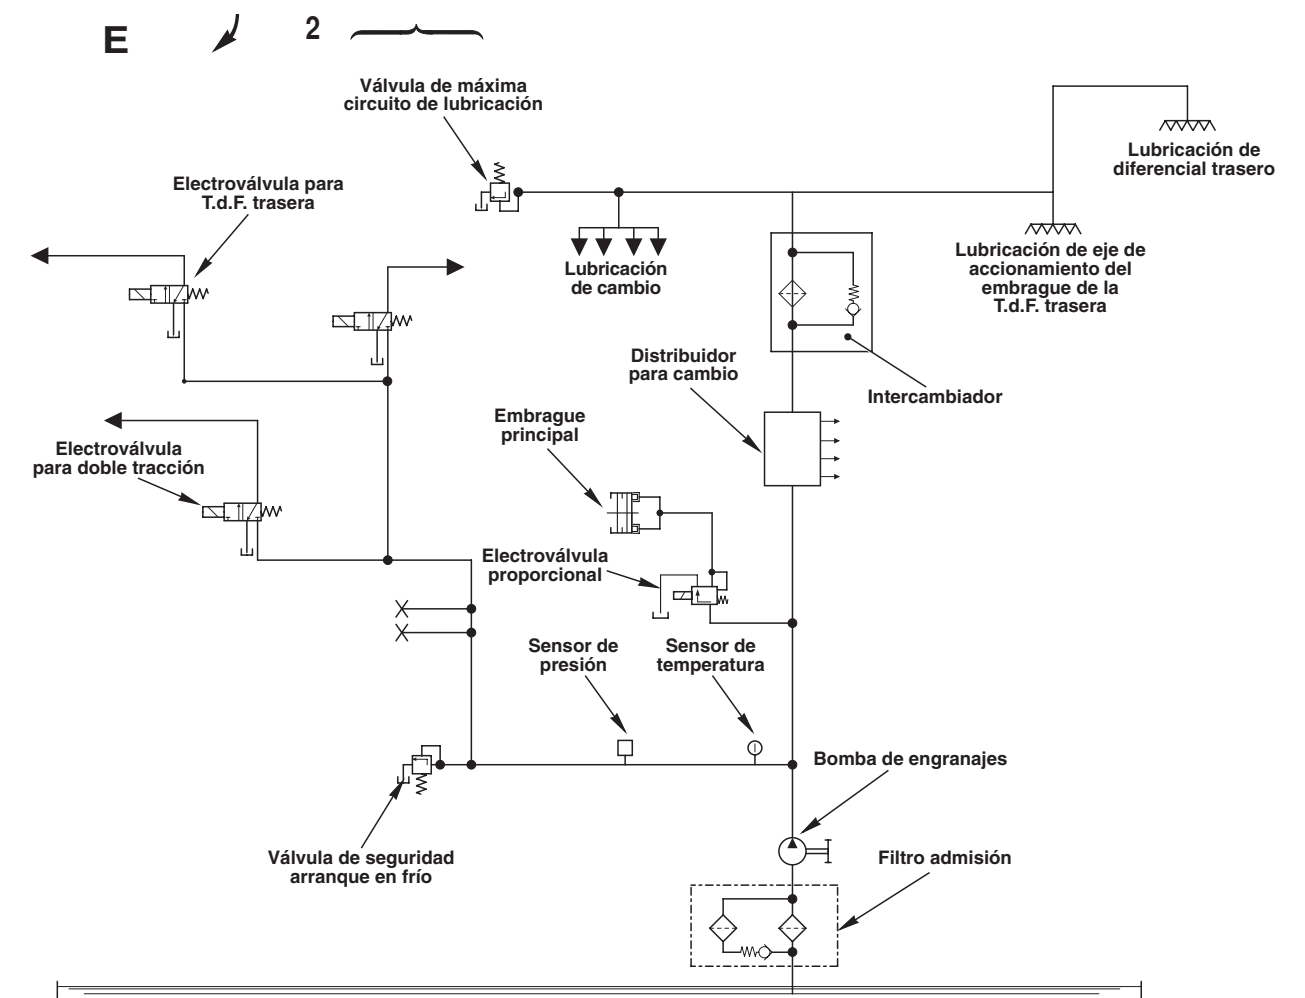 E
2
Válvula de máxima
circuito de lubricación
Lubricación de
diferencial trasero
Electroválvula para
T.d.F. trasera
Lubricación de eje de
accionamiento del
embrague de la
T.d.F. trasera
Lubricación
de cambio
Distribuidor
para cambio
Intercambiador
Embrague
principal
Electroválvula
para doble tracción
Electroválvula
proporcional
Sensor de
presión
Sensor de
temperatura
Bomba de engranajes
Válvula de seguridad
arranque en frío
Filtro admisión